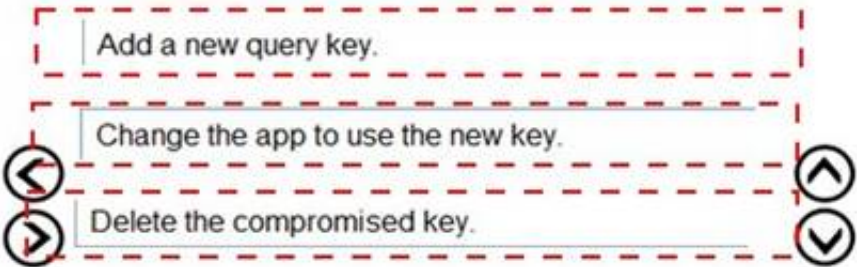 Add a new query key.
Change the app to use the new key.
Delete the compromised key.